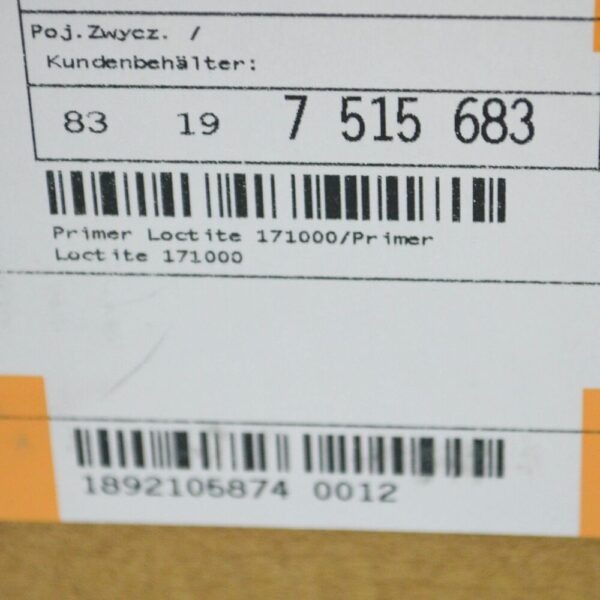 Poj.Zwycz. /
Kundenbehälter:
83 19 7 515 683
Primer Loctite 171000/Primer
Loctite 171000
1892105874 0012